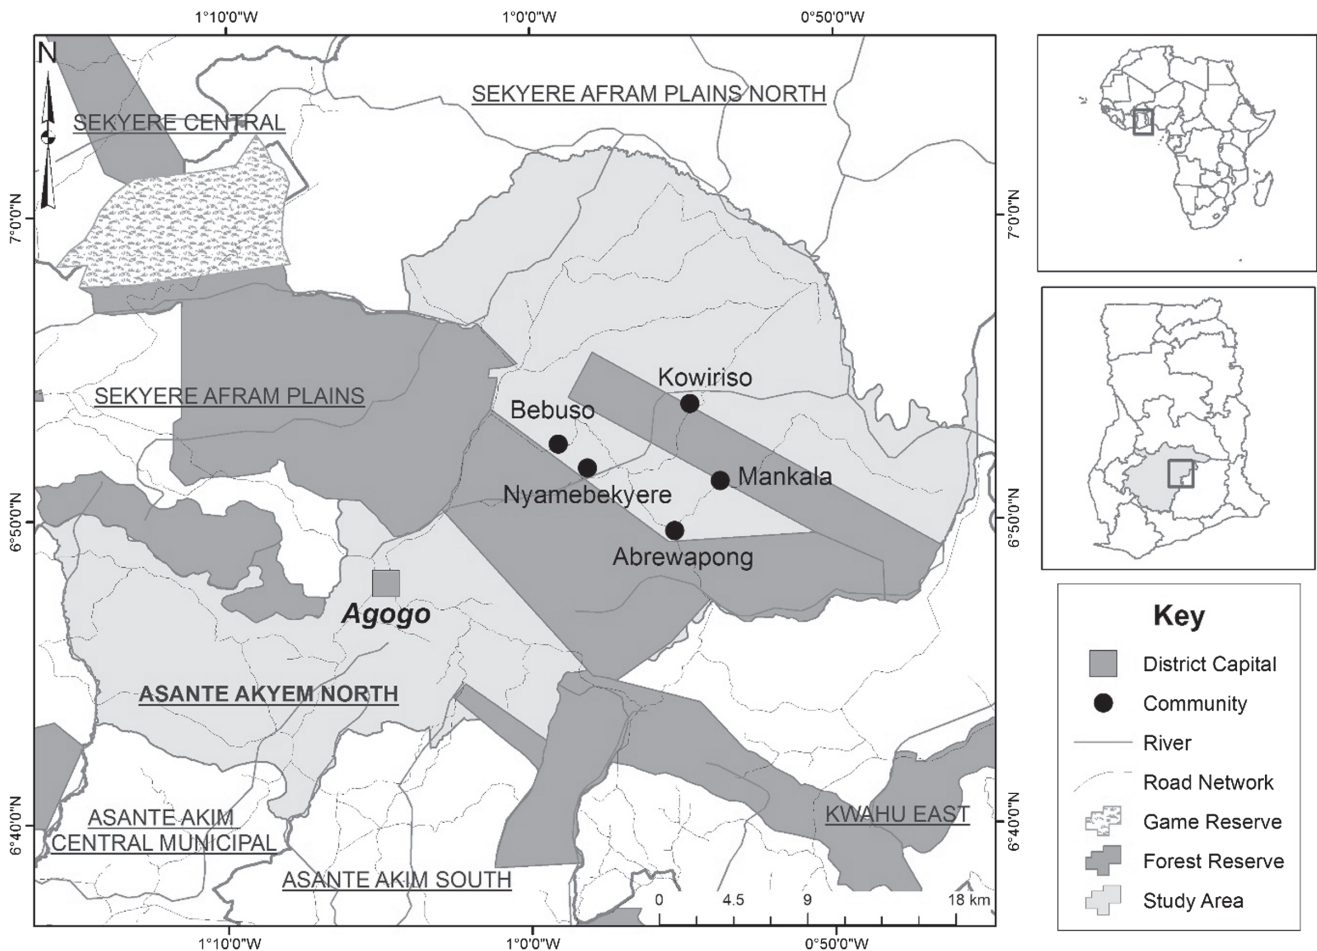 1°10'0"W
1°00'0"W
0°50'0"W
N
SEKYERE AFRAM PLAINS NORTH
SEKYERE CENTRAL
7°0'0"N
7°0'0"N
Kowiriso
SEKYERE AFRAM PLAINS
Bebuso
Mankala
Nyamebekyere
6°50'0"N
6°50'0"N
Abrewapong
Agogo
ASANTE AKYEM NORTH
ASANTE AKIM
CENTRAL MUNICIPAL
KWAHU EAST
6°40'0"N
6°40'0"N
ASANTE AKIM SOUTH
0 4.5 9 18 km
1°10'0"W
1°0'0"W
0°50'0"W
Key
District Capital
Community
River
Road Network
Game Reserve
Forest Reserve
Study Area